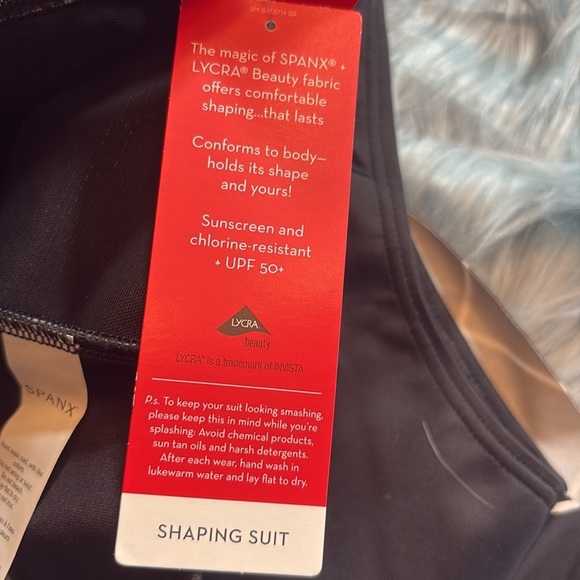 The magic of SPANX® +
LYCRA® Beauty fabric
offers comfortable
shaping...that lasts
Conforms to body—
holds its shape
and yours!
Sunscreen and
chlorine-resistant
+ UPF 50+
LYCRA
beauty
LYCRA® is a trademark of INVISTA
P.s. To keep your suit looking smashing,
please keep this in mind while you're
splashing: Avoid chemical products,
sun tan oils and harsh detergents.
After each wear, hand wash in
lukewarm water and lay flat to dry.
SHAPING SUIT
SPANX